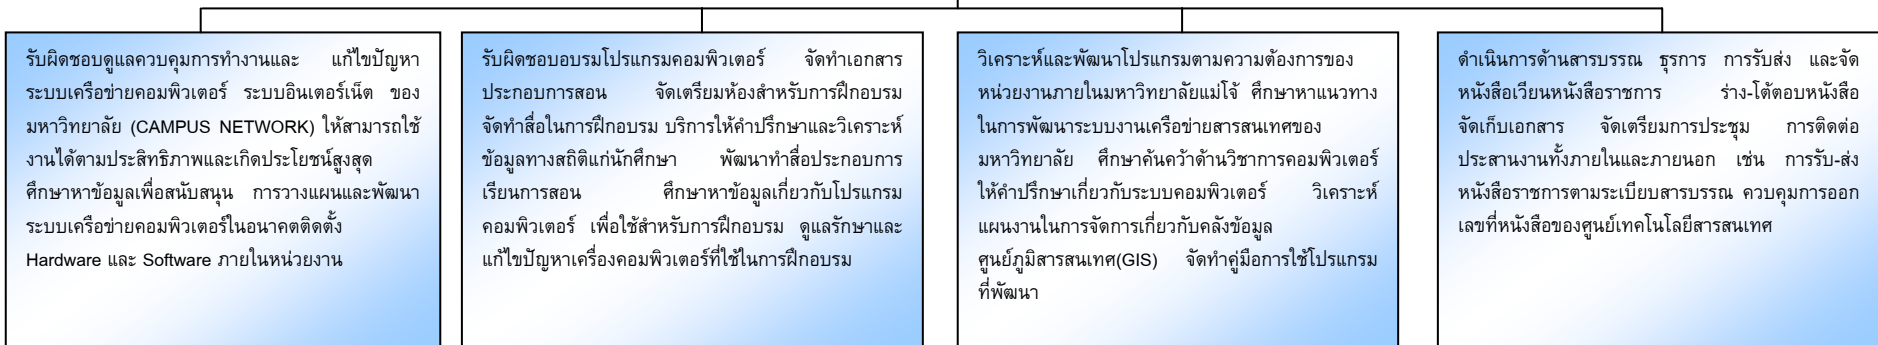 รับผิดชอบดูแลควบคุมการทำงานและ แก้ไขปัญหา
ระบบเครือข่ายคอมพิวเตอร์ ระบบอินเตอร์เน็ต ของ
มหาวิทยาลัย (CAMPUS NETWORK) ให้สามารถใช้
งานได้ตามประสิทธิภาพและเกิดประโยชน์สูงสุด
ศึกษาหาข้อมูลเพื่อสนับสนุน การวางแผนและพัฒนา
ระบบเครือข่ายคอมพิวเตอร์ในอนาคตติดตั้ง
Hardware และ Software ภายในหน่วยงาน
รับผิดชอบอบรมโปรแกรมคอมพิวเตอร์ จัดทำเอกสาร
ประกอบการสอน จัดเตรียมห้องสำหรับการฝึกอบรม
จัดทำสื่อในการฝึกอบรม บริการให้คำปรึกษาและวิเคราะห์
ข้อมูลทางสถิติแก่นักศึกษา พัฒนาทำสื่อประกอบการ
เรียนการสอน ศึกษาหาข้อมูลเกี่ยวกับโปรแกรม
คอมพิวเตอร์ เพื่อใช้สำหรับการฝึกอบรม ดูแลรักษาและ
แก้ไขปัญหาเครื่องคอมพิวเตอร์ที่ใช้ในการฝึกอบรม
วิเคราะห์และพัฒนาโปรแกรมตามความต้องการของ
หน่วยงานภายในมหาวิทยาลัยแม่โจ้ ศึกษาหาแนวทาง
ในการพัฒนาระบบงานเครือข่ายสารสนเทศของ
มหาวิทยาลัย ศึกษาค้นคว้าด้านวิชาการคอมพิวเตอร์
ให้คำปรึกษาเกี่ยวกับระบบคอมพิวเตอร์ วิเคราะห์
แผนงานในการจัดการเกี่ยวกับคลังข้อมูล
ศูนย์ภูมิสารสนเทศ(GIS) จัดทำคู่มือการใช้โปรแกรม
ที่พัฒนา
ดำเนินการด้านสารบรรณ ธุรการ การรับส่ง และจัด
หนังสือเวียนหนังสือราชการ ร่าง-โต้ตอบหนังสือ
จัดเก็บเอกสาร จัดเตรียมการประชุม การติดต่อ
ประสานงานทั้งภายในและภายนอก เช่น การรับ-ส่ง
หนังสือราชการตามระเบียบสารบรรณ ควบคุมการออก
เลขที่หนังสือของศูนย์เทคโนโลยีสารสนเทศ